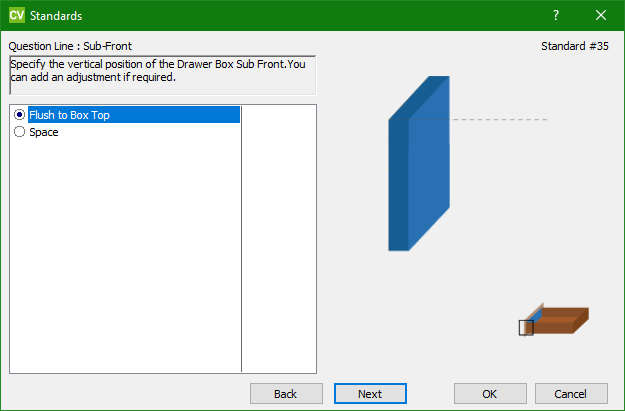 CV Standards ?
Question Line : Sub-Front
Standard #35
Specify the vertical position of the Drawer Box Sub Front.You
can add an adjustment if required.
Flush to Box Top
Space
Back Next OK Cancel